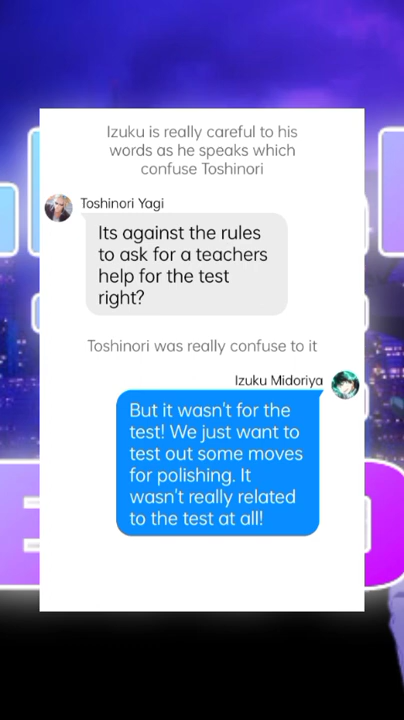 Izuku is really careful to his
words as he speaks which
confuse Toshinori
Toshinori Yagi
Its against the rules
to ask for a teachers
help for the test
right?
Toshinori was really confuse to it
Izuku Midoriya
But it wasn't for the
test! We just want to
test out some moves
for polishing. It
wasn't really related
to the test at all!